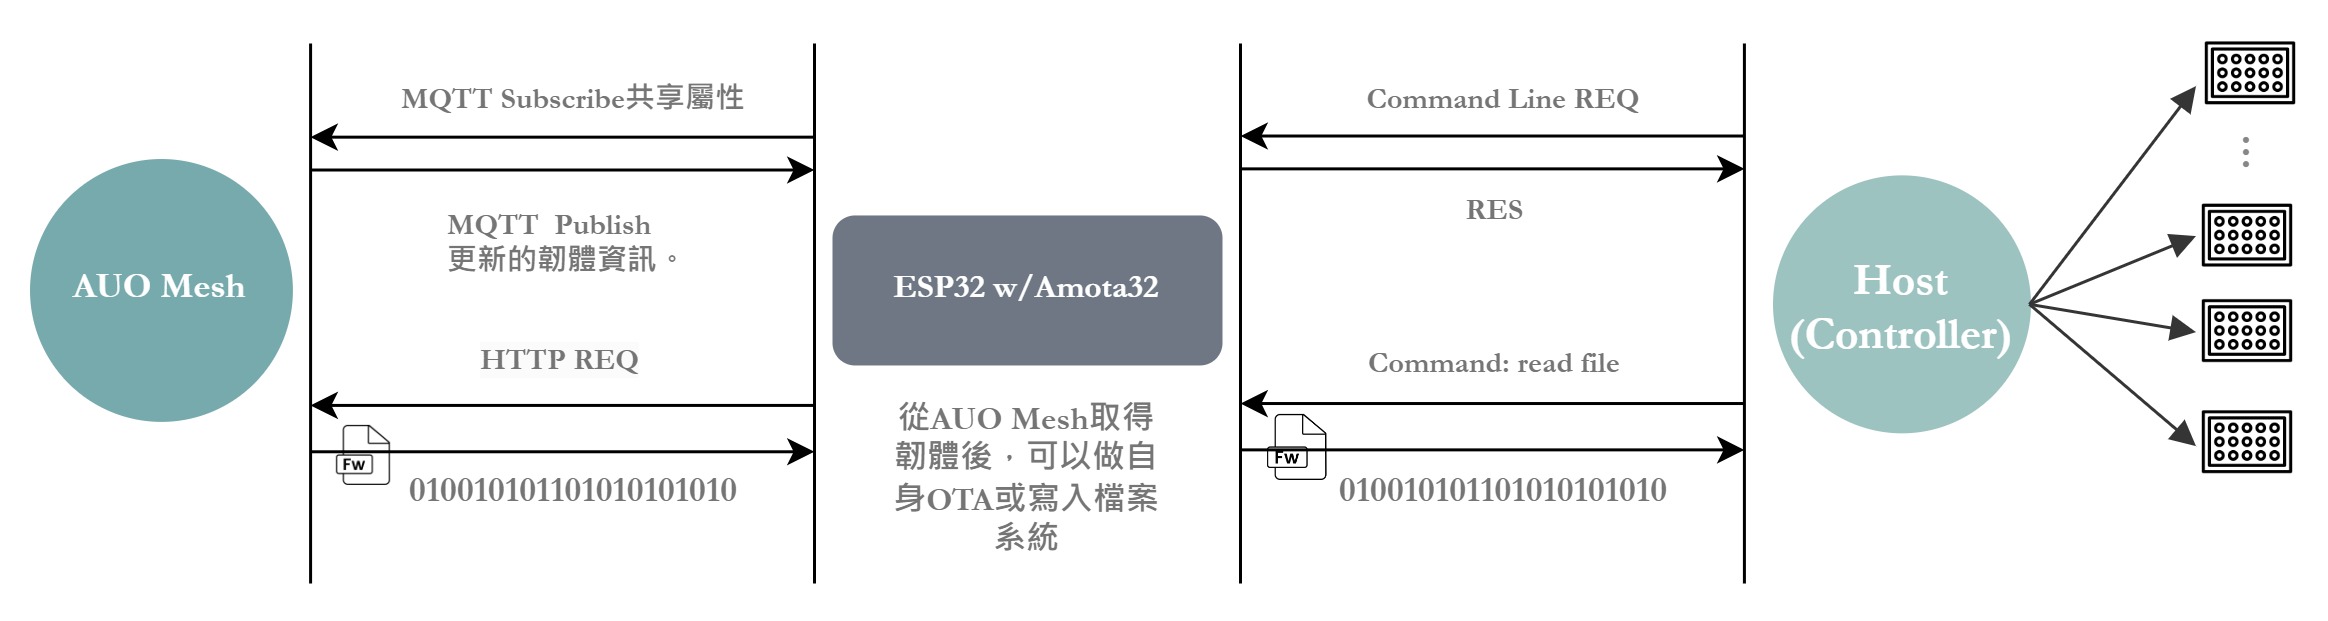 MQTT Subscribe共享屬性
MQTT Publish
更新的韌體資訊。
AUO Mesh
HTTP REQ
Fw
010010101101010101010
ESP32 w/Amota32
從AUO Mesh取得
韌體後，可以做自
身OTA或寫入檔案
系統
Command Line REQ
RES
Command: read file
Fw
010010101101010101010
Host
(Controller)